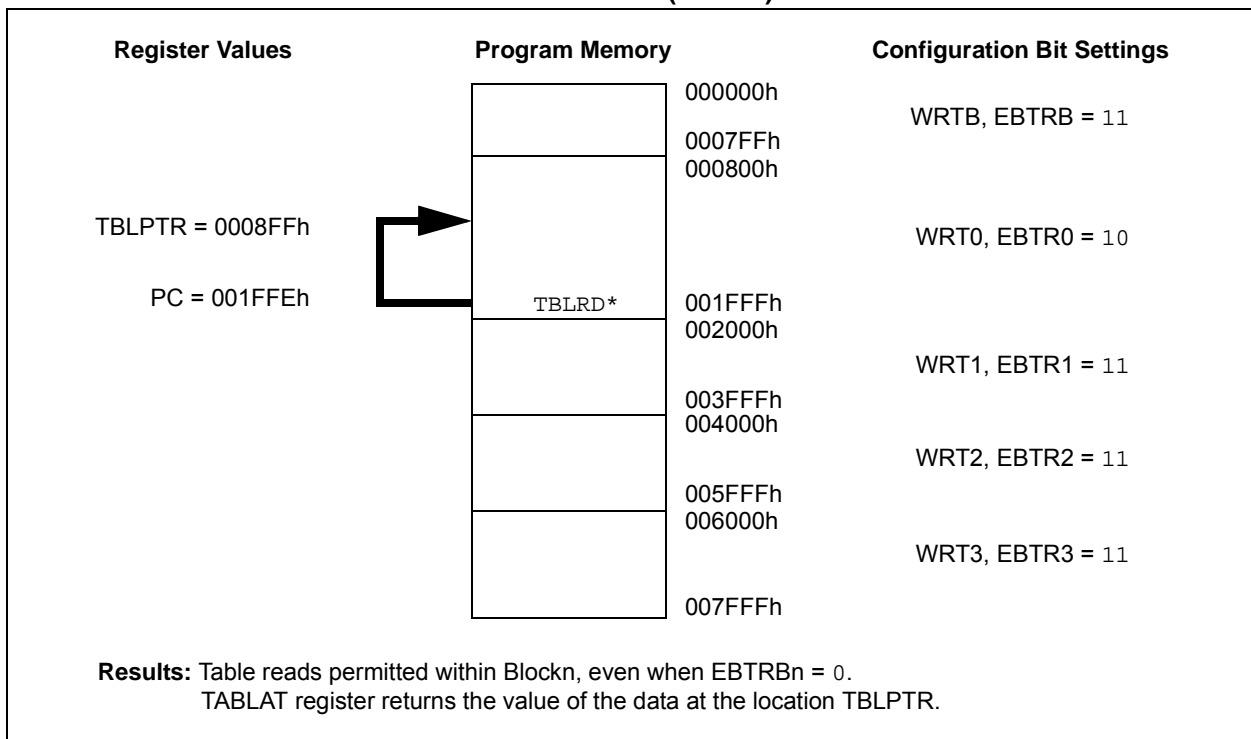 Register Values Program Memory Configuration Bit Settings
000000h
WRTB, EBTRB = 11
0007FFh
000800h
TBLPTR = 0008FFh
WRT0, EBTR0 = 10
PC = 001FFEh
TBLRD* 001FFFh
002000h
WRT1, EBTR1 = 11
003FFFh
004000h
WRT2, EBTR2 = 11
005FFFh
006000h
WRT3, EBTR3 = 11
007FFFh
Results: Table reads permitted within Blockn, even when EBTRBn = 0.
TABLAT register returns the value of the data at the location TBLPTR.